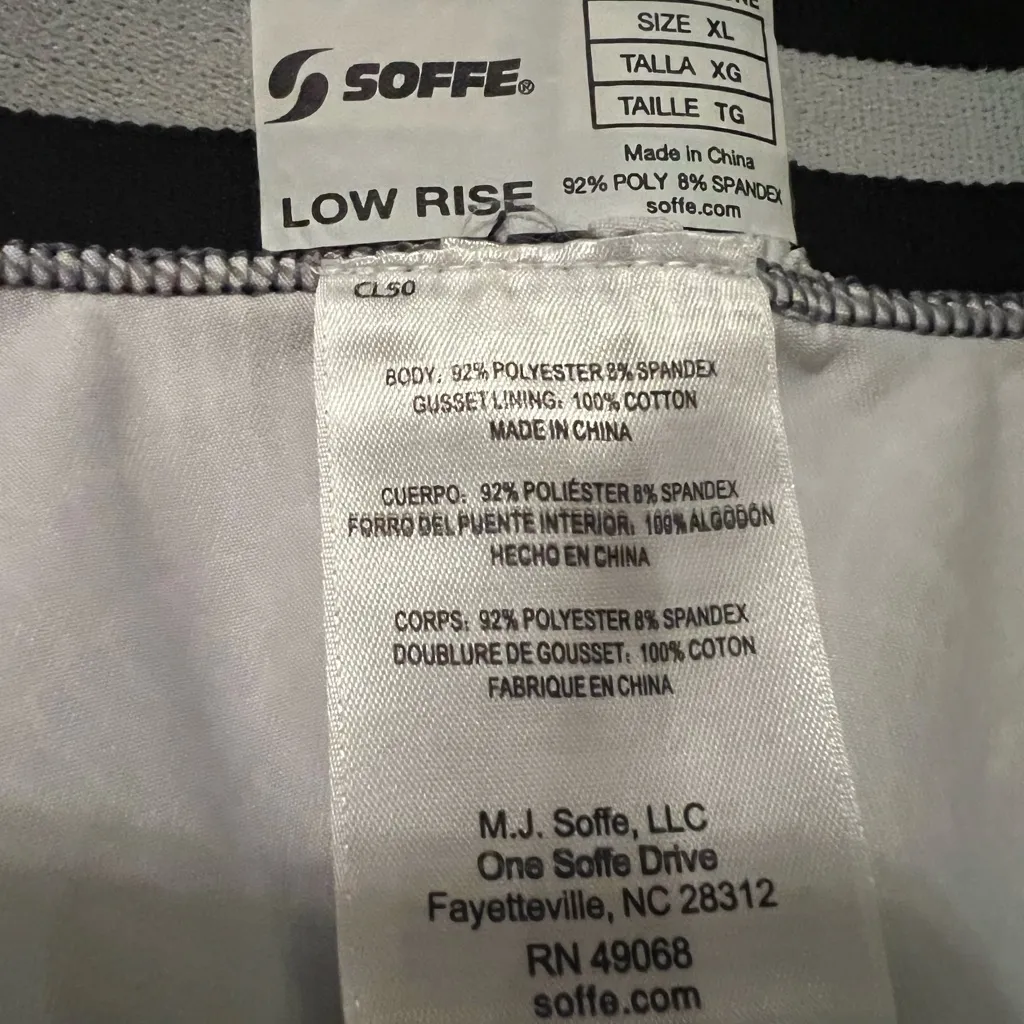 SOFFE®
LOW RISE
SIZE XL
TALLA XG
TAILLE TG
Made in China
92% POLY 8% SPANDEX
soffe.com
CL50
BODY: 92% POLYESTER 8% SPANDEX
GUSSET LINING: 100% COTTON
MADE IN CHINA
CUERPO: 92% POLIÉSTER 8% SPANDEX
FORRO DEL PUENTE INTERIOR: 100% ALGODÓN
HECHO EN CHINA
CORPS: 92% POLYESTER 8% SPANDEX
DOUBLURE DE GOUSSET: 100% COTON
FABRIQUE EN CHINA
M.J. Soffe, LLC
One Soffe Drive
Fayetteville, NC 28312
RN 49068
soffe.com